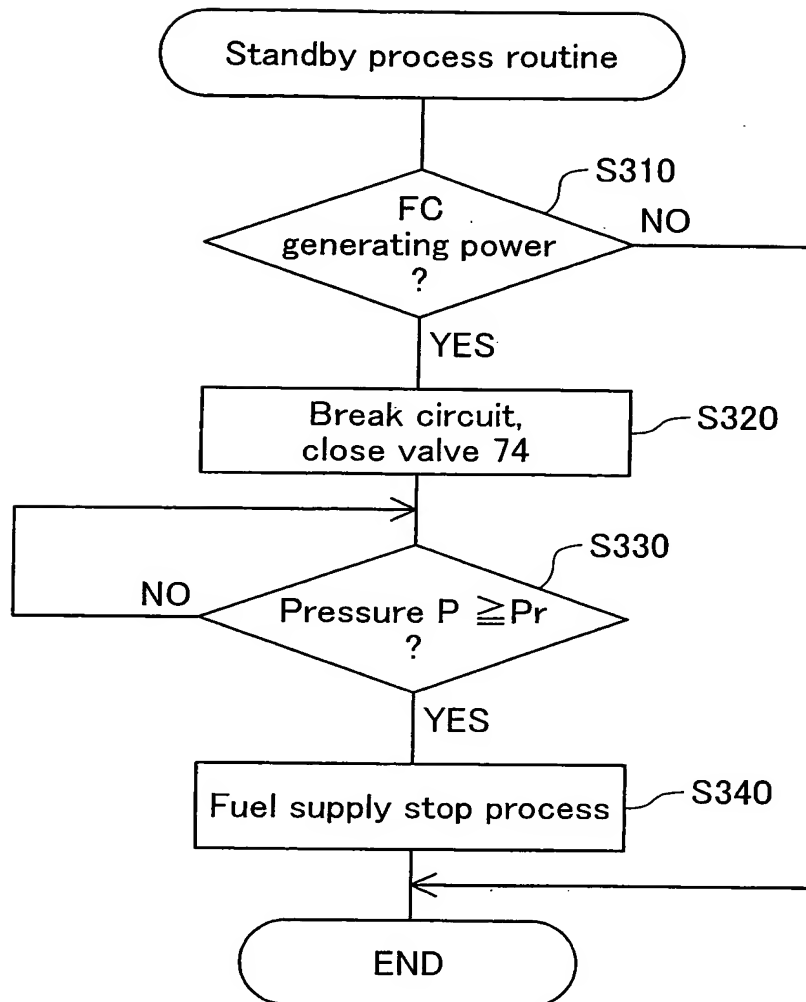 Standby process routine
S310
FC
generating power
?
NO
YES
Break circuit,
close valve 74
S320
S330
NO
Pressure P ≧Pr
?
YES
Fuel supply stop process
S340
END